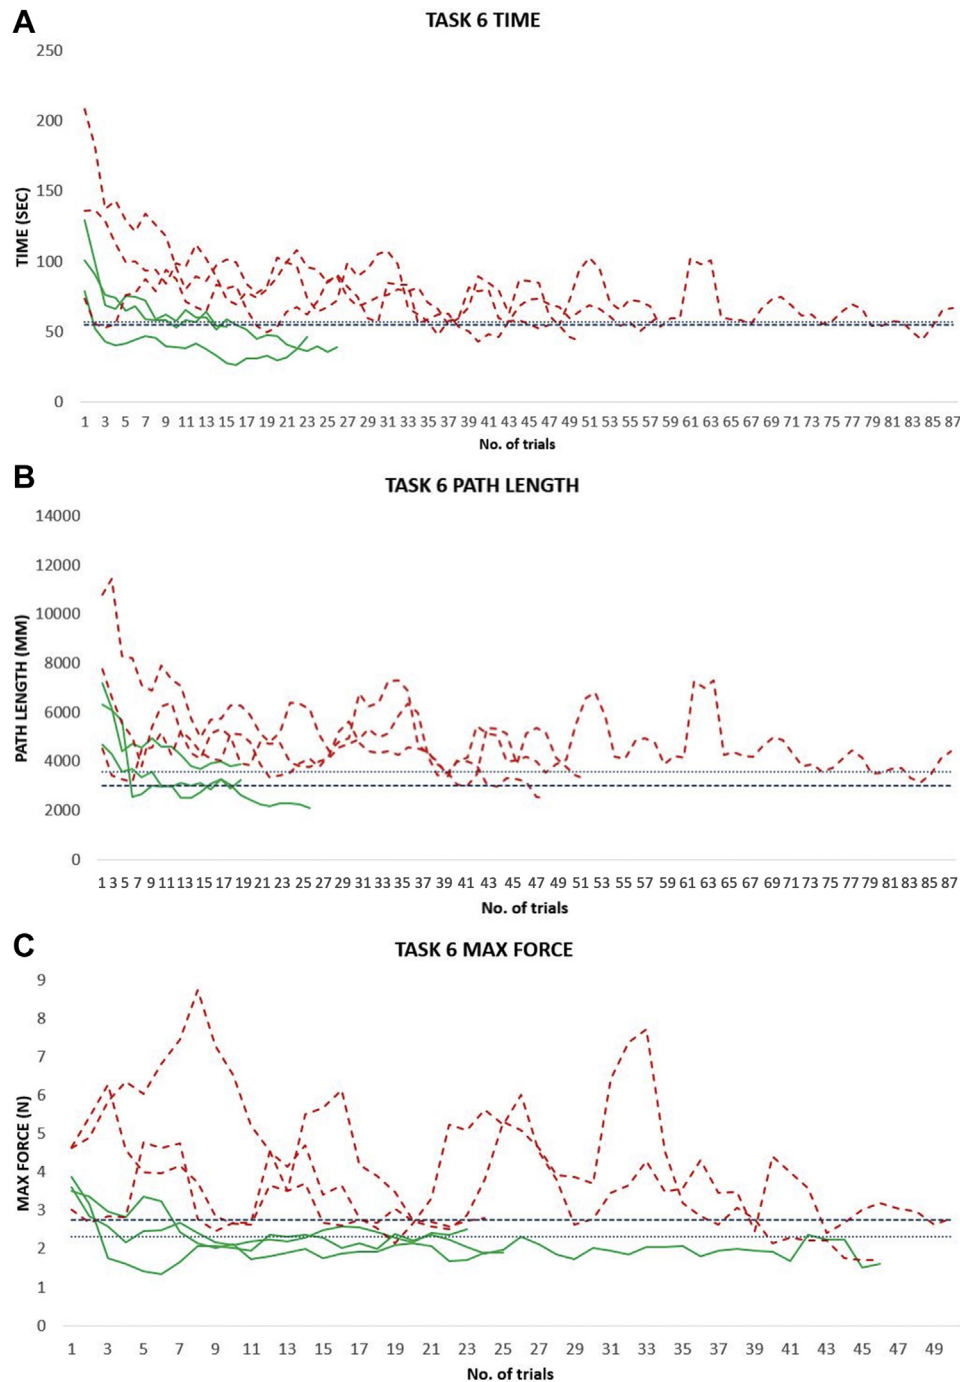 A
TASK 6 TIME
250
200
150
100
50
0
TIME (SEC)
1 3 5 7 9 11 13 15 17 19 21 23 25 27 29 31 33 35 37 39 41 43 45 47 49 51 53 55 57 59 61 63 65 67 69 71 73 75 77 79 81 83 85 87
No. of trials
B
TASK 6 PATH LENGTH
14000
12000
10000
8000
6000
4000
2000
0
PATH LENGTH (MM)
1 3 5 7 9 11 13 15 17 19 21 23 25 27 29 31 33 35 37 39 41 43 45 47 49 51 53 55 57 59 61 63 65 67 69 71 73 75 77 79 81 83 85 87
No. of trials
C
TASK 6 MAX FORCE
9
8
7
6
5
4
3
2
1
0
MAX FORCE (N)
1 3 5 7 9 11 13 15 17 19 21 23 25 27 29 31 33 35 37 39 41 43 45 47 49
No. of trials